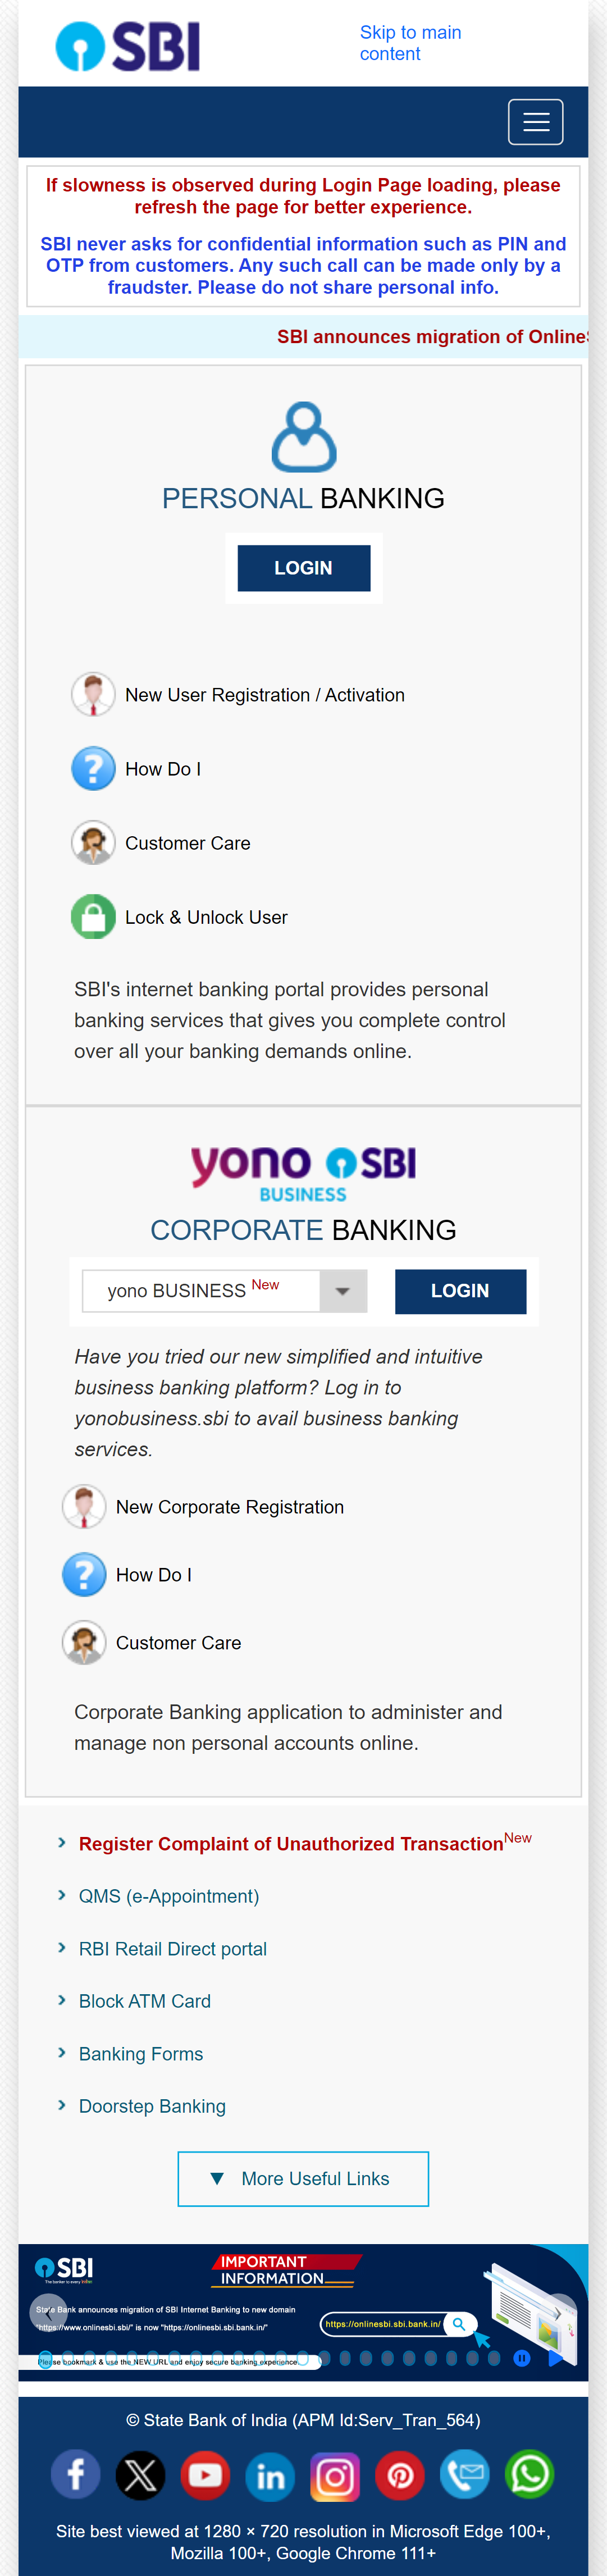 SBI
Skip to main
content
If slowness is observed during Login Page loading, please
refresh the page for better experience.
SBI never asks for confidential information such as PIN and
OTP from customers. Any such call can be made only by a
fraudster. Please do not share personal info.
SBI announces migration of Online
PERSONAL BANKING
LOGIN
New User Registration / Activation
How Do I
Customer Care
Lock & Unlock User
SBI's internet banking portal provides personal
banking services that gives you complete control
over all your banking demands online.
yono SBI
BUSINESS
CORPORATE BANKING
yono BUSINESS New
LOGIN
Have you tried our new simplified and intuitive
business banking platform? Log in to
yonobusiness.sbi to avail business banking
services.
New Corporate Registration
How Do I
Customer Care
Corporate Banking application to administer and
manage non personal accounts online.
Register Complaint of Unauthorized Transaction New
QMS (e-Appointment)
RBI Retail Direct portal
Block ATM Card
Banking Forms
Doorstep Banking
More Useful Links
SBI
The banker to every Indian
IMPORTANT
INFORMATION
State Bank announces migration of SBI Internet Banking to new domain
"https://www.onlinesbi.sbi/" is now "https://onlinesbi.sbi.bank.in/"
https://onlinesbi.sbi.bank.in/
Please bookmark & use the NEW URL and enjoy secure banking experience.
© State Bank of India (APM Id:Serv_Tran_564)
Site best viewed at 1280 × 720 resolution in Microsoft Edge 100+,
Mozilla 100+, Google Chrome 111+